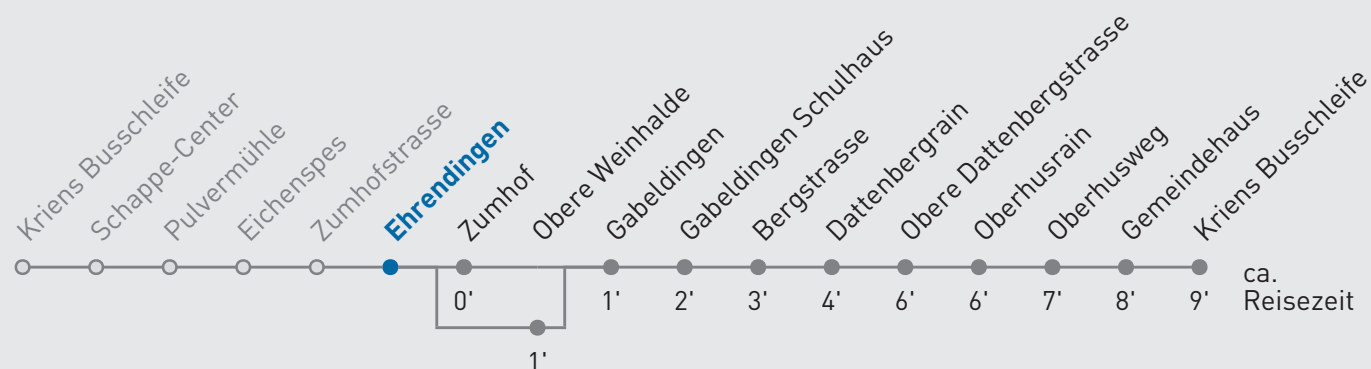 Kriens Busschleife
Schappe-Center
Pulvermühle
Eichenspes
Zumhofstrasse
Ehrendingen
Zumhof
Obere Weinhalde
Gabeldingen
Gabeldingen Schulhaus
Bergstrasse
Dattenbergrain
Obere Dattenbergstrasse
Oberhusrain
Oberhusweg
Gemeindehaus
Kriens Busschleife
ca.
0' 1' 2' 3' 4' 6' 6' 7' 8' 9' Reisezeit
1'